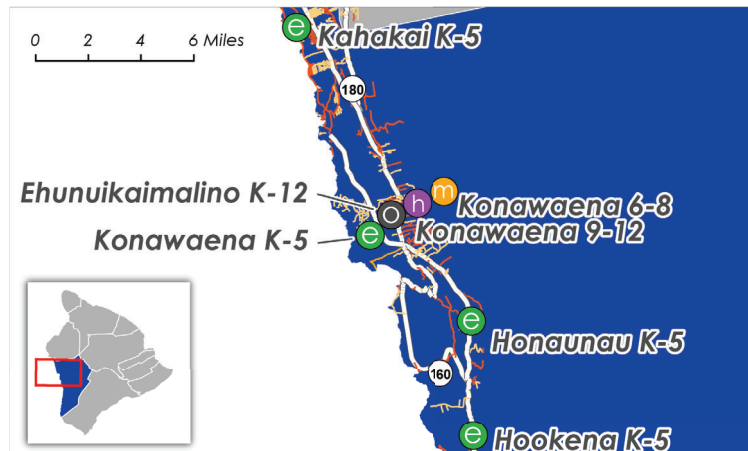 0 2 4 6 Miles
e Kahakai K-5
180
m
h
Ehunuikaimalino K-12
o
Konawaena 6-8
Konawaena 9-12
Konawaena K-5
e
e
Honaunau K-5
160
e
Hookena K-5